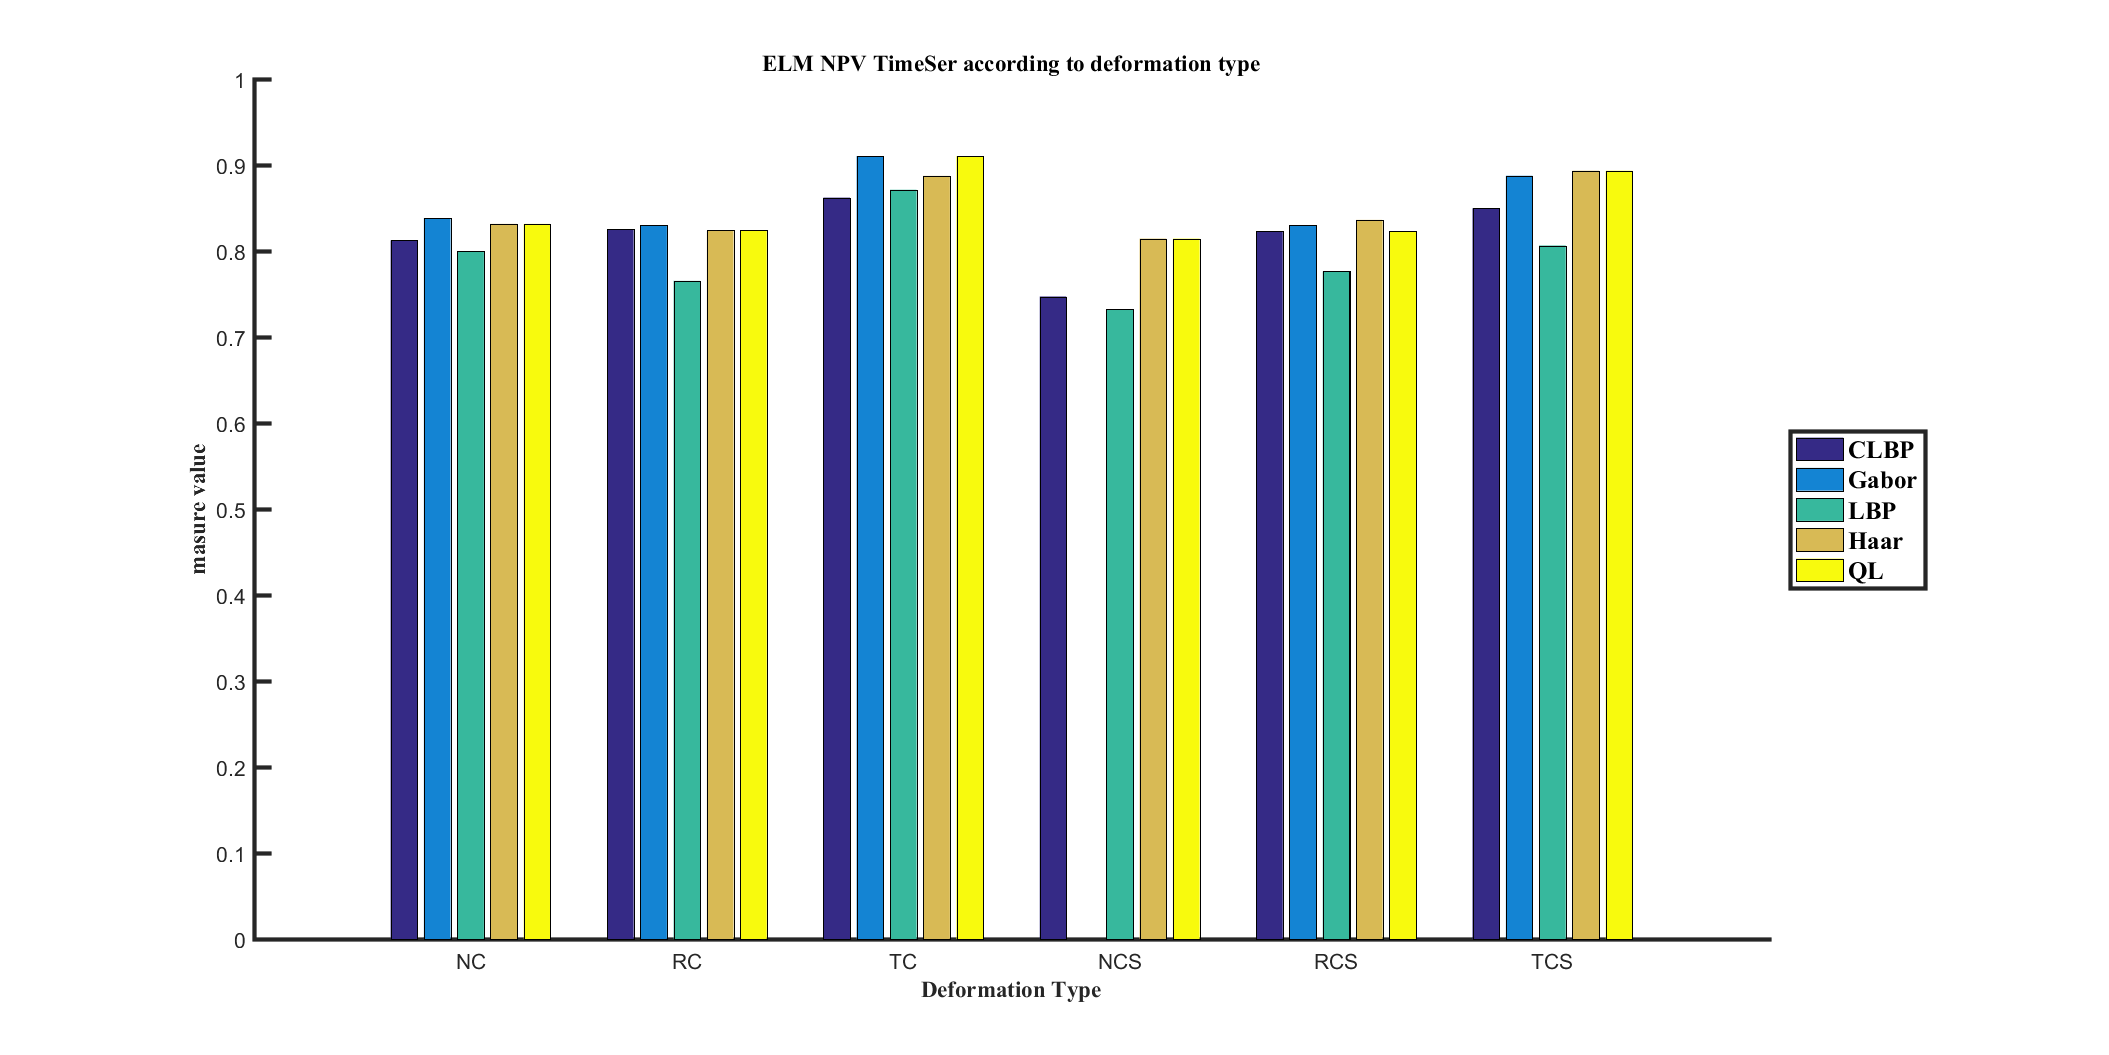 ELM NPV TimeSer according to deformation type
1
0.9
0.8
0.7
0.6
0.5
0.4
0.3
0.2
0.1
0
masure value
NC RC TC NCS RCS TCS
Deformation Type
CLBP
Gabor
LBP
Haar
QL